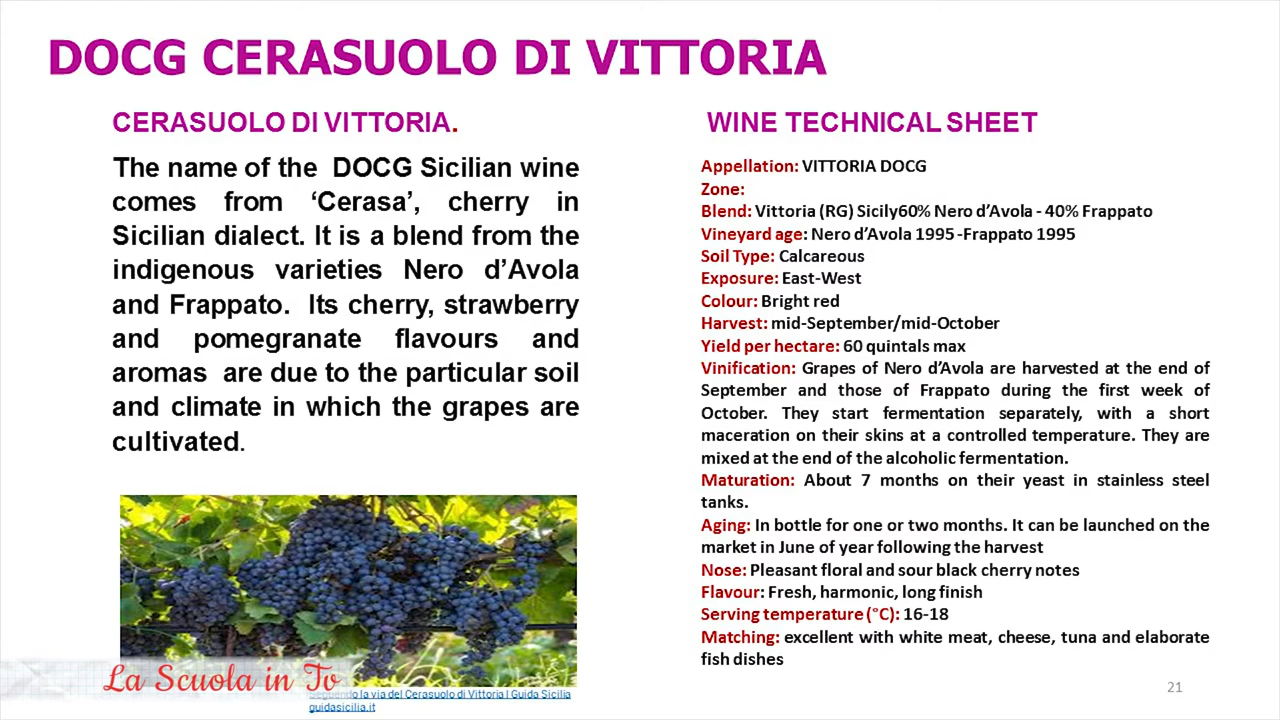 DOCG CERASUOLO DI VITTORIA
CERASUOLO DI VITTORIA.
The name of the DOCG Sicilian wine
comes from ‘Cerasa’, cherry in
Sicilian dialect. It is a blend from the
indigenous varieties Nero d’Avola
and Frappato. Its cherry, strawberry
and pomegranate flavours and
aromas are due to the particular soil
and climate in which the grapes are
cultivated.
WINE TECHNICAL SHEET
Appellation: VITTORIA DOCG
Zone:
Blend: Vittoria (RG) Sicily60% Nero d’Avola - 40% Frappato
Vineyard age: Nero d’Avola 1995 -Frappato 1995
Soil Type: Calcareous
Exposure: East-West
Colour: Bright red
Harvest: mid-September/mid-October
Yield per hectare: 60 quintals max
Vinification: Grapes of Nero d’Avola are harvested at the end of
September and those of Frappato during the first week of
October. They start fermentation separately, with a short
maceration on their skins at a controlled temperature. They are
mixed at the end of the alcoholic fermentation.
Maturation: About 7 months on their yeast in stainless steel
tanks.
Aging: In bottle for one or two months. It can be launched on the
market in June of year following the harvest
Nose: Pleasant floral and sour black cherry notes
Flavour: Fresh, harmonic, long finish
Serving temperature (°C): 16-18
Matching: excellent with white meat, cheese, tuna and elaborate
fish dishes
La Scuola in Tv
Seguendo la via del Cerasuolo di Vittoria | Guida Sicilia
guidasicilia.it
21